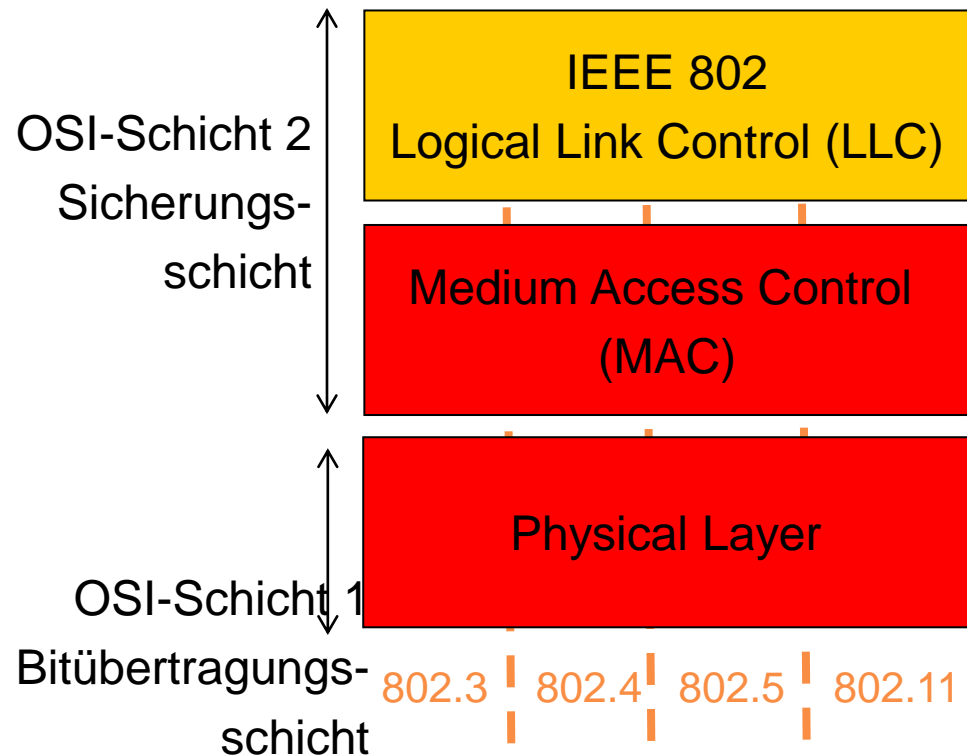 IEEE 802
Logical Link Control (LLC)
OSI-Schicht 2
Sicherungs-
schicht
Medium Access Control
(MAC)
Physical Layer
OSI-Schicht 1
Bitübertragungs-
schicht
802.3
802.4
802.5
802.11